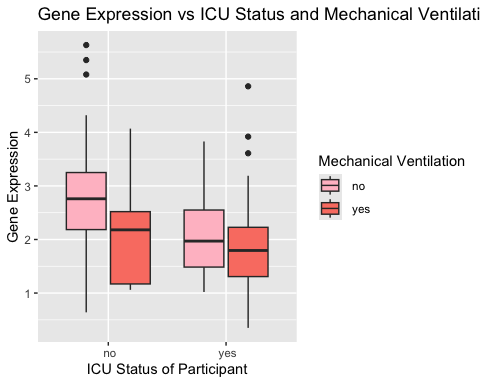 Gene Expression vs ICU Status and Mechanical Ventilati
Gene Expression
5
4
3
2
1
no
yes
ICU Status of Participant
Mechanical Ventilation
no
yes